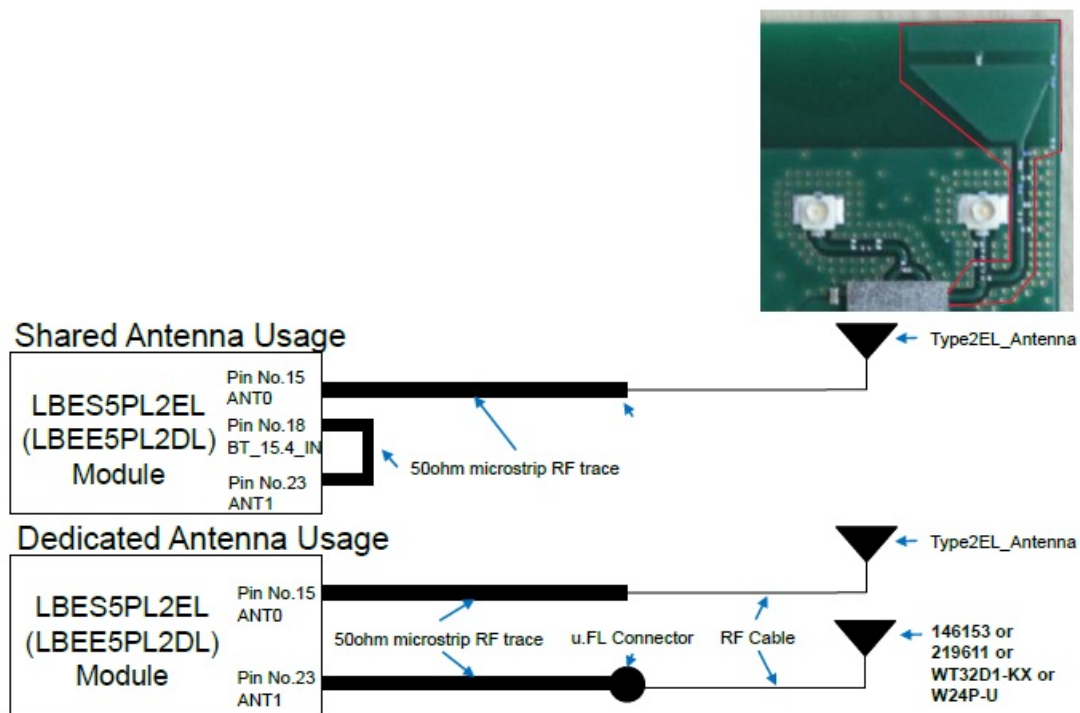 Shared Antenna Usage
LBES5PL2EL
(LBEE5PL2DL)
Module
Pin No.15
ANT0
Pin No.18
BT_15.4_IN
Pin No.23
ANT1
50ohm microstrip RF trace
Type2EL_Antenna
Dedicated Antenna Usage
LBES5PL2EL
(LBEE5PL2DL)
Module
Pin No.15
ANT0
Pin No.23
ANT1
50ohm microstrip RF trace
u.FL Connector
RF Cable
Type2EL_Antenna
146153 or
219611 or
WT32D1-KX or
W24P-U